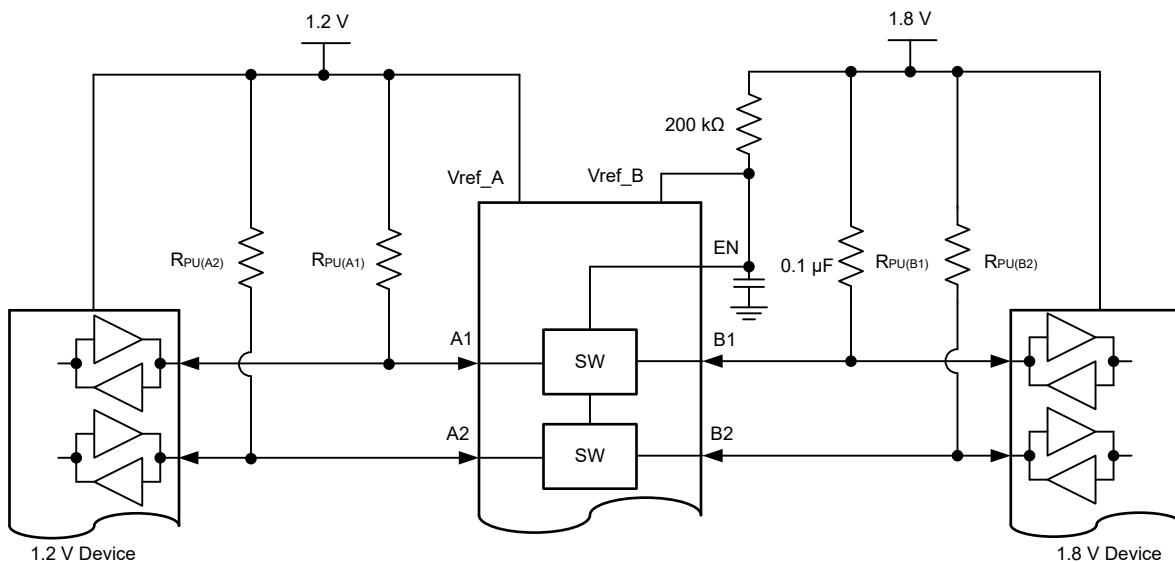 1.2 V
1.8 V
200 kΩ
Vref_A
Vref_B
EN
RPU(A2)
RPU(A1)
0.1 µF
RPU(B1)
RPU(B2)
A1
SW
B1
A2
SW
B2
1.2 V Device
1.8 V Device